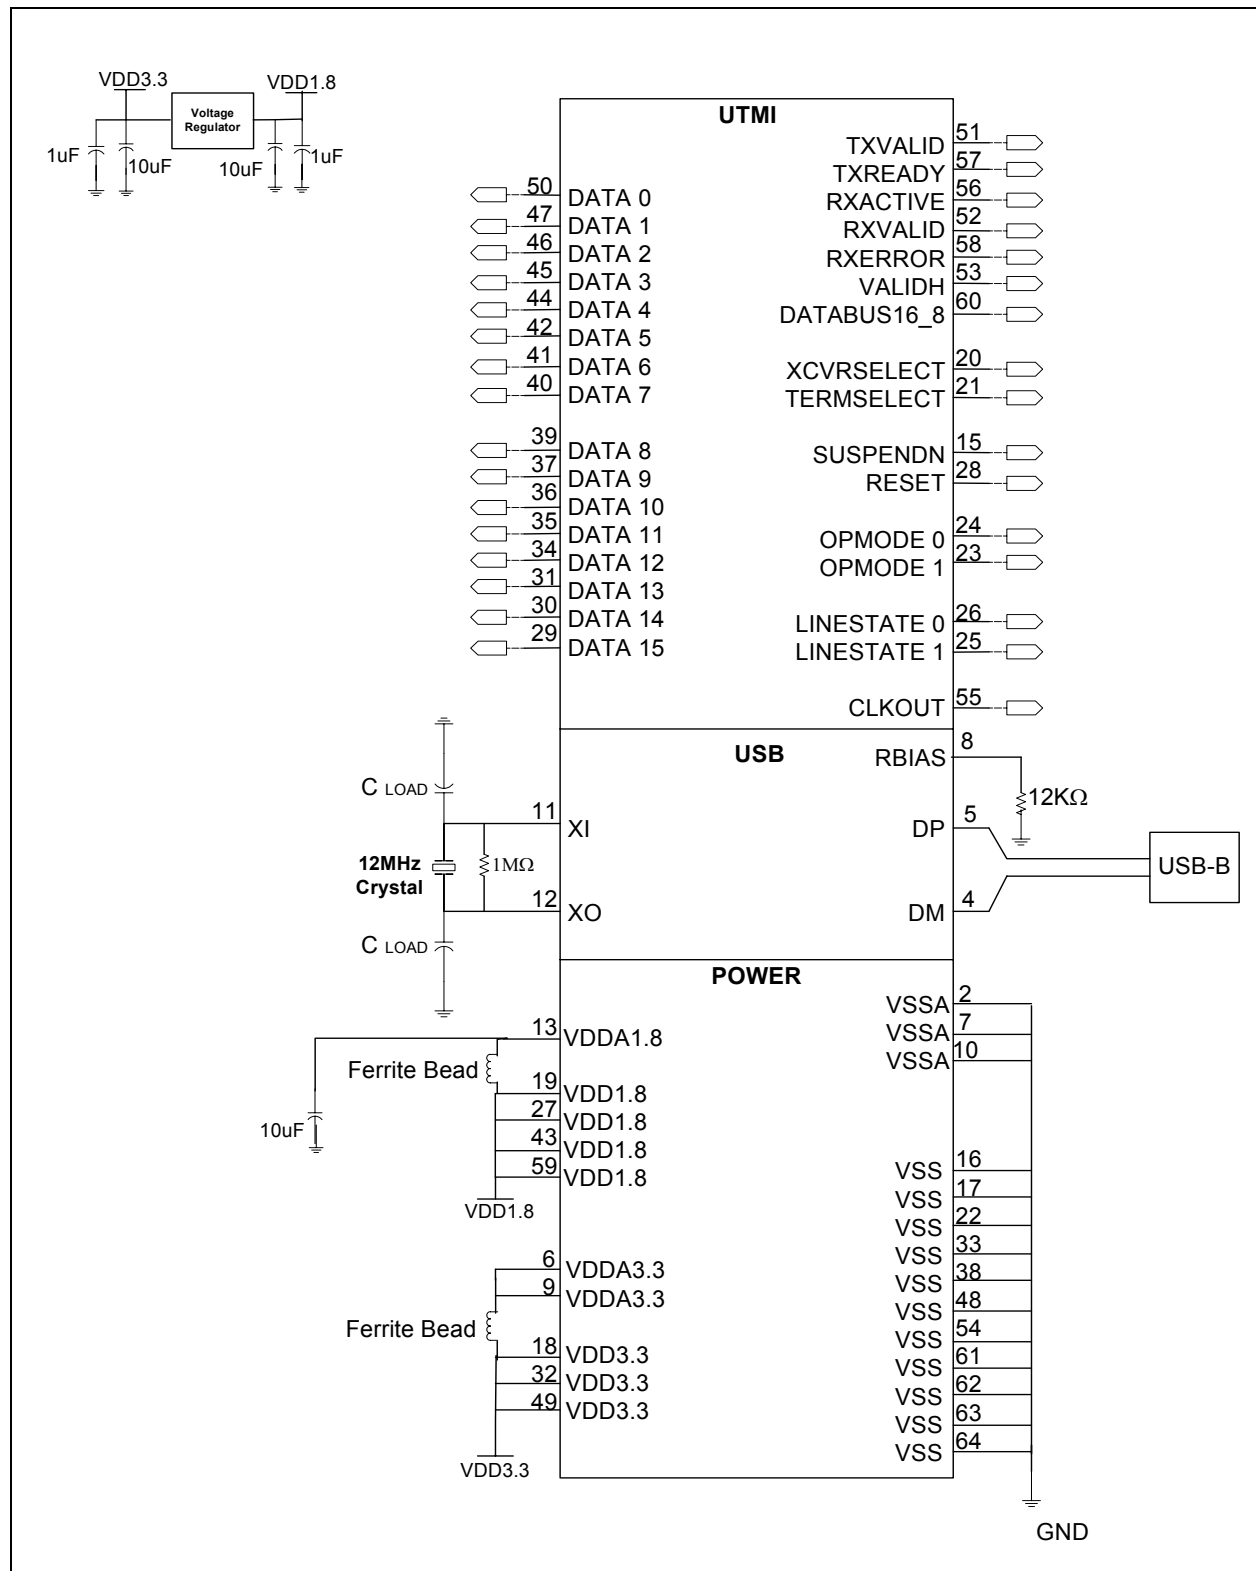 VDD3.3
VDD1.8
Voltage
Regulator
1uF
10uF
10uF
1uF
UTMI
50 DATA 0
47 DATA 1
46 DATA 2
45 DATA 3
44 DATA 4
42 DATA 5
41 DATA 6
40 DATA 7
39 DATA 8
37 DATA 9
36 DATA 10
35 DATA 11
34 DATA 12
31 DATA 13
30 DATA 14
29 DATA 15
TXVALID 51
TXREADY 57
RXACTIVE 56
RXVALID 52
RXERROR 58
VALIDH 53
DATABUS16_8 60
XCVRSELECT 20
TERMSELECT 21
SUSPENDN 15
RESET 28
OPMODE 0 24
OPMODE 1 23
LINESTATE 0 26
LINESTATE 1 25
CLKOUT 55
USB
C LOAD
11 XI
12MHz
Crystal
1MΩ
12 XO
C LOAD
RBIAS 8
12KΩ
DP 5
USB-B
DM 4
POWER
13 VDDA1.8
Ferrite Bead
10uF
19 VDD1.8
27 VDD1.8
43 VDD1.8
59 VDD1.8
VDD1.8
6 VDDA3.3
9 VDDA3.3
Ferrite Bead
18 VDD3.3
32 VDD3.3
49 VDD3.3
VDD3.3
VSSA 2
VSSA 7
VSSA 10
VSS 16
VSS 17
VSS 22
VSS 33
VSS 38
VSS 48
VSS 54
VSS 61
VSS 62
VSS 63
VSS 64
GND